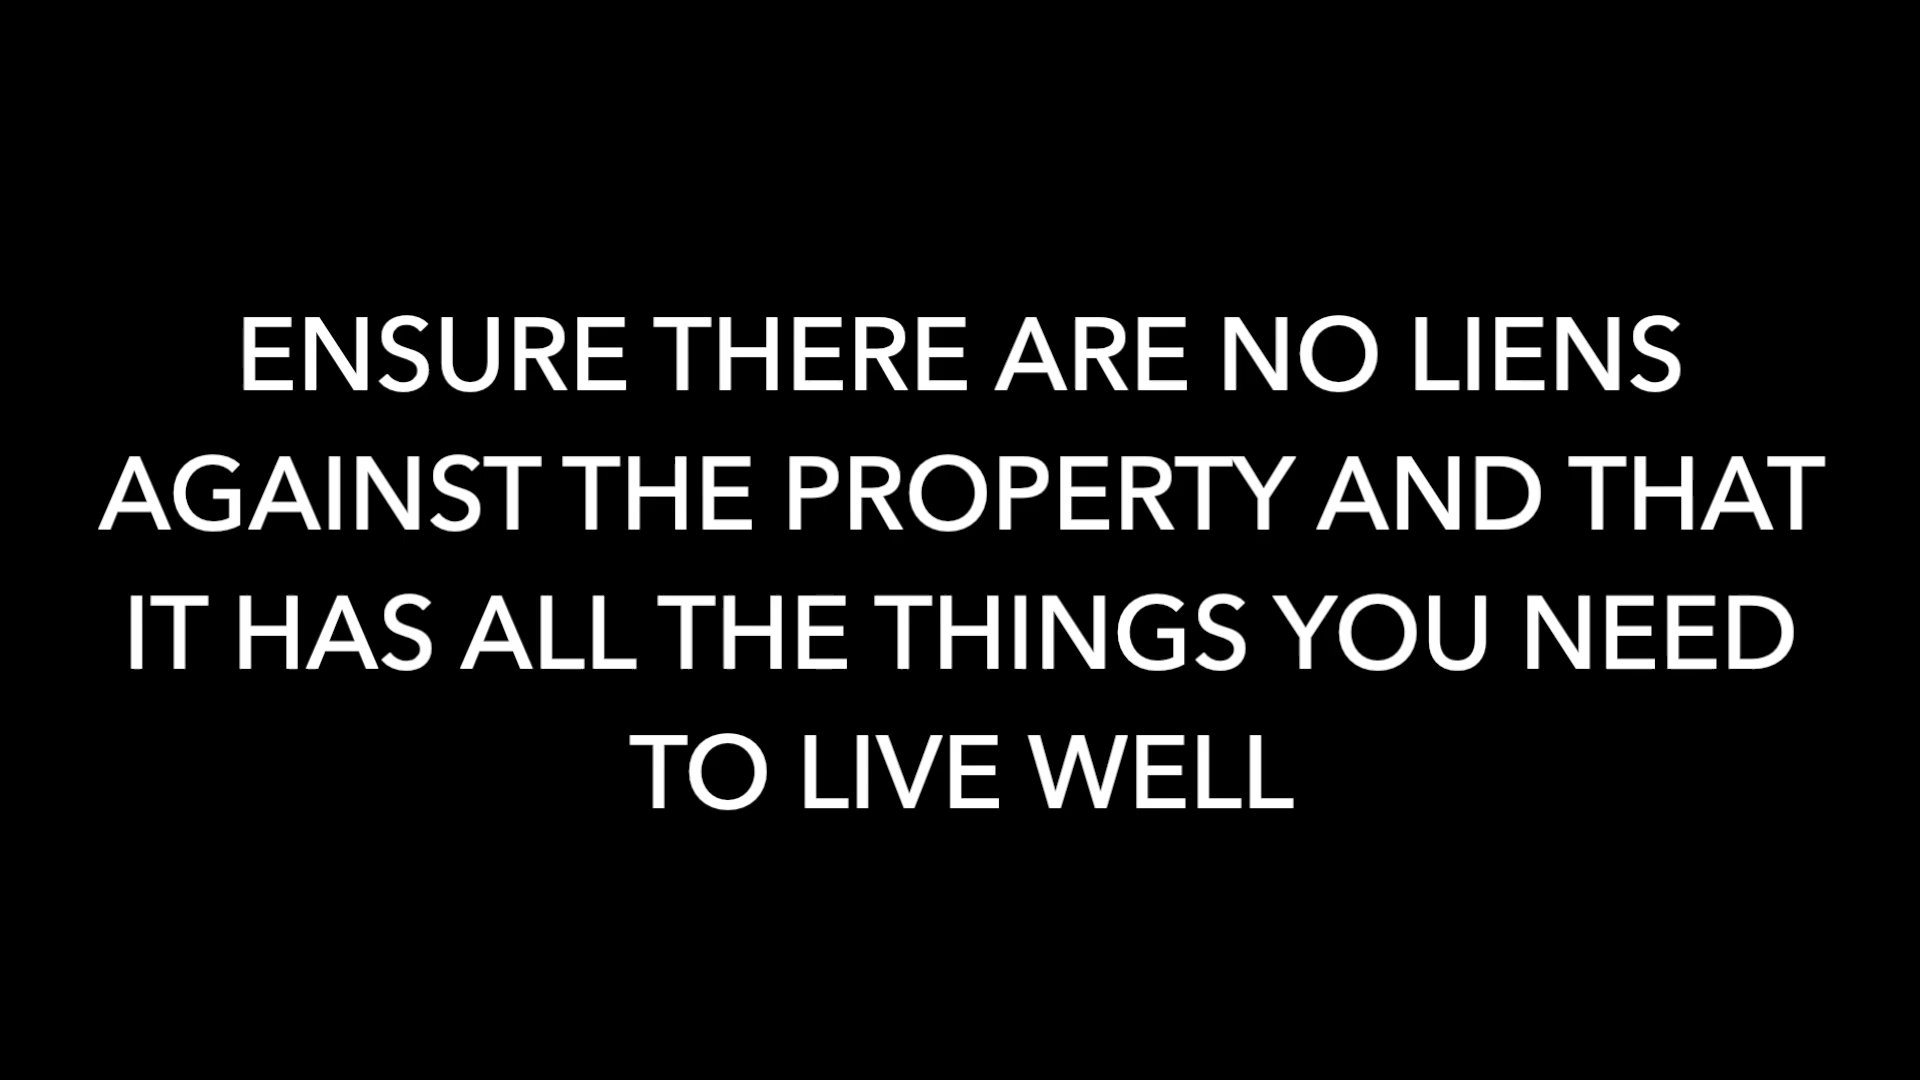 ENSURE THERE ARE NO LIENS
AGAINST THE PROPERTY AND THAT
IT HAS ALL THE THINGS YOU NEED
TO LIVE WELL